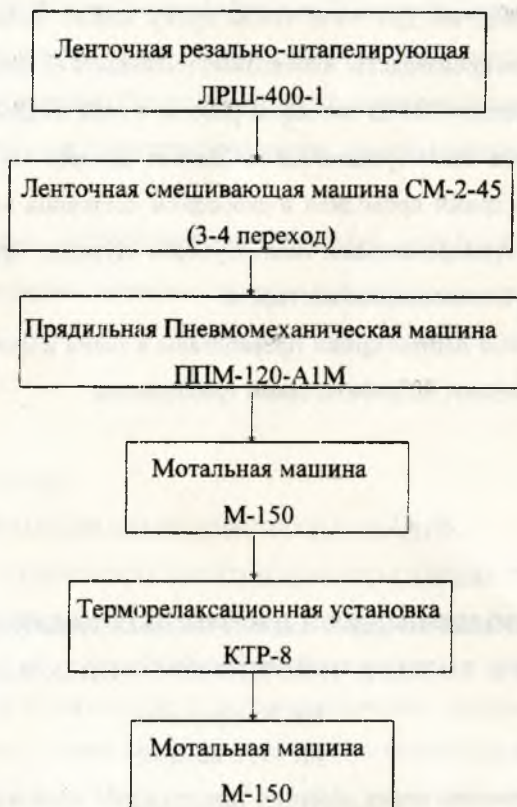 Ленточная резально-штапелирующая
ЛРШ-400-1
Ленточная смешивающая машина СМ-2-45
(3-4 переход)
Прядильная Пневмомеханическая машина
ППМ-120-А1М
Мотальная машина
М-150
Терморелаксационная установка
КТР-8
Мотальная машина
М-150